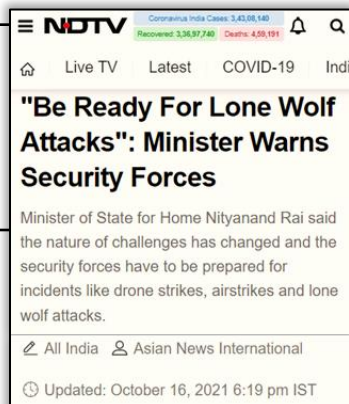 NDTV
Coronavirus India Cases: 3,43,08,140
Recovered: 3,36,97,740 Deaths: 4,59,191
Live TV Latest COVID-19 Indi
"Be Ready For Lone Wolf
Attacks": Minister Warns
Security Forces
Minister of State for Home Nityanand Rai said
the nature of challenges has changed and the
security forces have to be prepared for
incidents like drone strikes, airstrikes and lone
wolf attacks.
All India Asian News International
Updated: October 16, 2021 6:19 pm IST